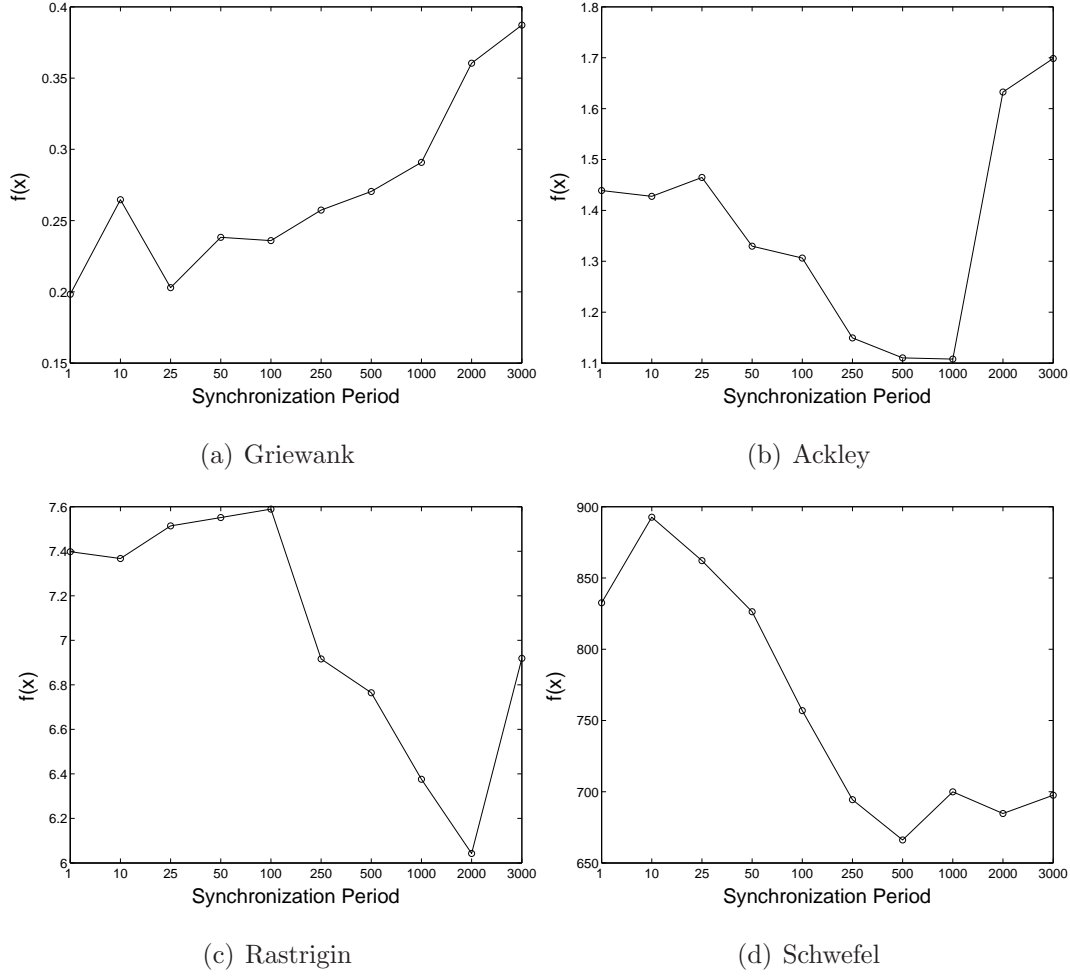 0.4
0.35
0.3
0.25
0.2
0.15
f(x)
1 10 25 50 100 250 500 1000 2000 3000
Synchronization Period
(a) Griewank
1.8
1.7
1.6
1.5
1.4
1.3
1.2
1.1
f(x)
1 10 25 50 100 250 500 1000 2000 3000
Synchronization Period
(b) Ackley
7.6
7.4
7.2
7
6.8
6.6
6.4
6.2
6
f(x)
1 10 25 50 100 250 500 1000 2000 3000
Synchronization Period
(c) Rastrigin
900
850
800
750
700
650
f(x)
1 10 25 50 100 250 500 1000 2000 3000
Synchronization Period
(d) Schwefel